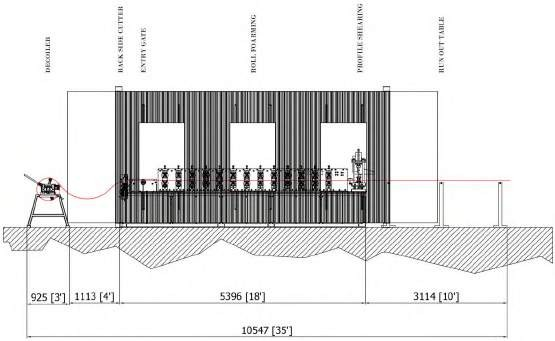 DECOILER
BACK SIDE CUTTER
ENTRY GATE
ROLL FOARMING
PROFILE SHEARING
RUN OUT TABLE
925 [3']
1113 [4']
5396 [18']
3114 [10']
10547 [35']